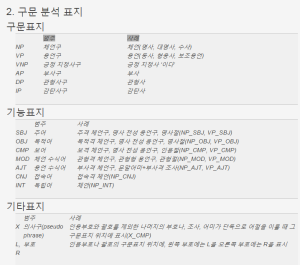 2. 구문 분석 표지
구문표지
범주 사례
NP 체언구 체언(명사, 대명사, 수사)
VP 용언구 용언(동사, 형용사, 보조용언)
VNP 긍정 지정사구 긍정 지정사 '이다'
AP 부사구 부사
DP 관형사구 관형사
IP 감탄사구 감탄사
기능표지
범주 사례
SBJ 주어 주격 체언구, 명사 전성 용언구, 명사절(NP_SBJ, VP_SBJ)
OBJ 목적어 목적격 체언구, 명사 전성 용언구, 명사절(NP_OBJ, VP_OBJ)
CMP 보어 보격 체언구, 명사 전성 용언구, 인용절(NP_CMP, VP_CMP)
MOD 체언 수식어 관형격 체언구, 관형형 용언구, 관형절(NP_MOD, VP_MOD)
AJT 용언 수식어 부사격 체언구, 문말어미+부사격 조사(NP_AJT, VP_AJT)
CNJ 접속어 접속격 체언(NP_CNJ)
INT 독립어 체언(NP_INT)
기타표지
범주 사례
X 의사구(pseudo 인용부호와 괄호를 제외한 나머지의 부호나, 조사, 어미가 단독으로 어절을 이룰 때 그
phrase) 구문표지 위치에 표시(X_CMP)
L, 부호 인용부호나 괄호의 구문표지 위치에, 왼쪽 부호에는 L을 오른쪽 부호에는 R을 표시
R